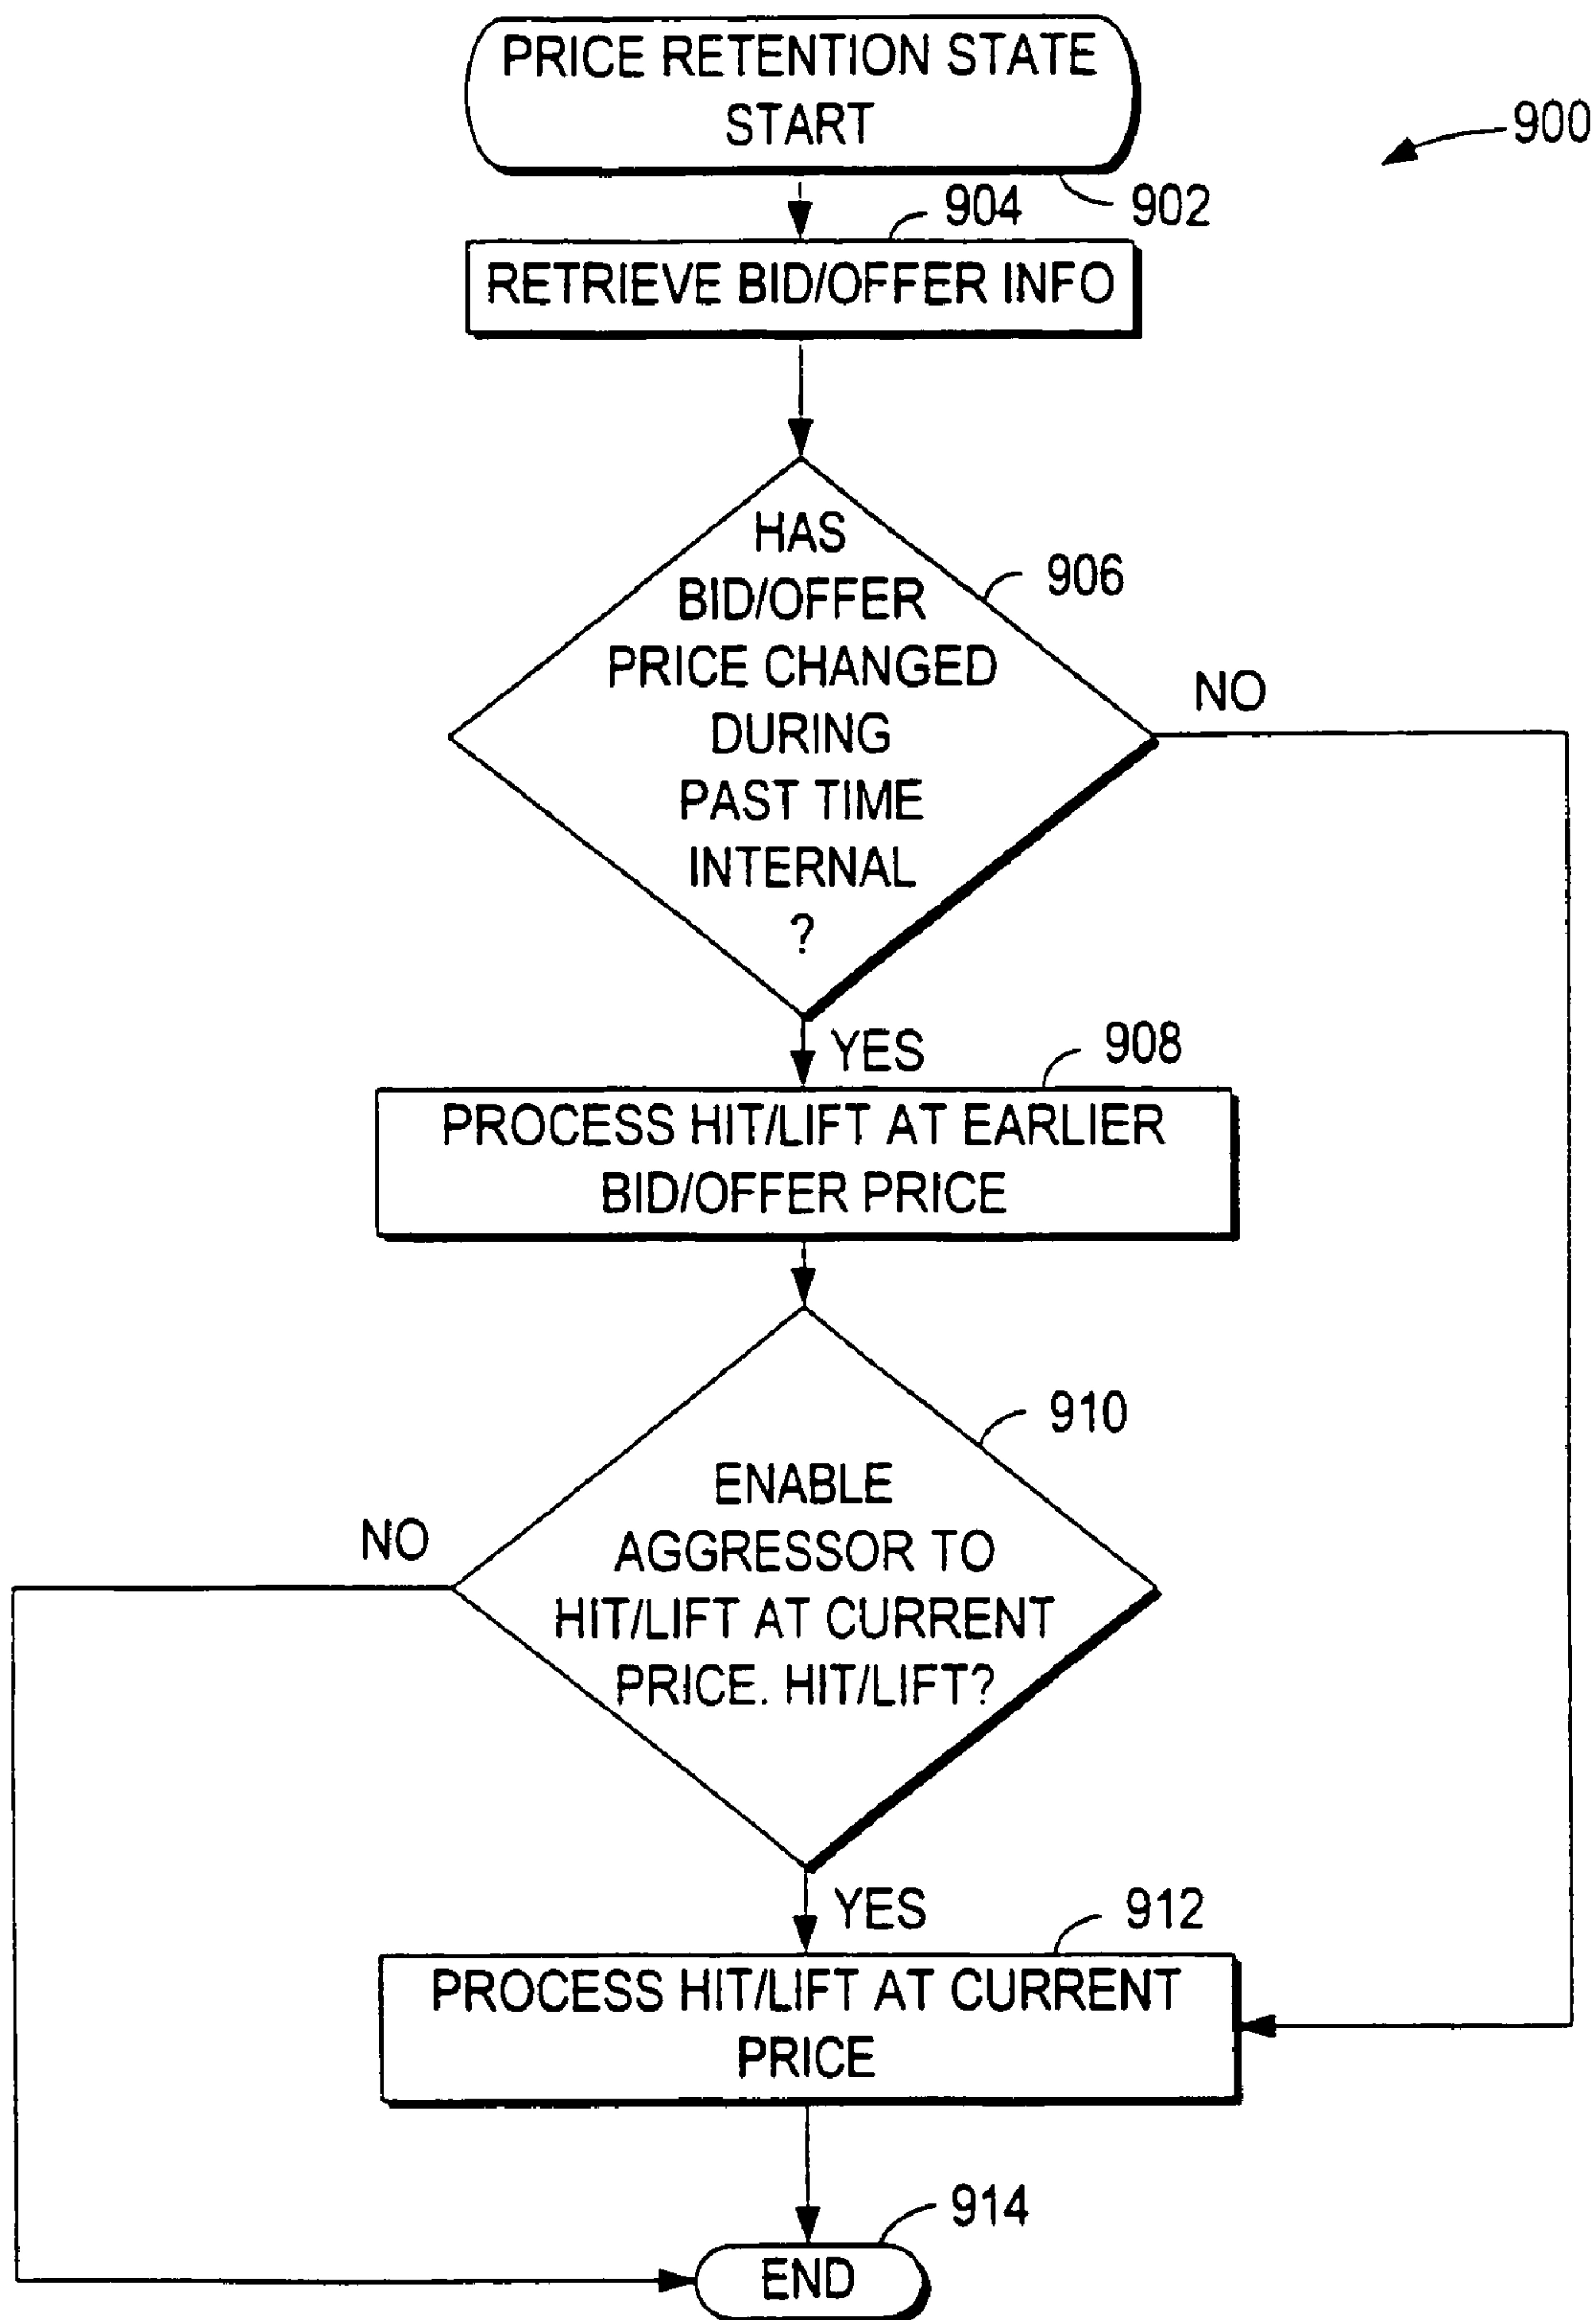 PRICE RETENTION STATE
START
900
902
904
RETRIEVE BID/OFFER INFO
HAS
BID/OFFER
PRICE CHANGED
DURING
PAST TIME
INTERNAL
?
906
NO
YES
908
PROCESS HIT/LIFT AT EARLIER
BID/OFFER PRICE
910
ENABLE
AGGRESSOR TO
HIT/LIFT AT CURRENT
PRICE. HIT/LIFT?
NO
YES
912
PROCESS HIT/LIFT AT CURRENT
PRICE
914
END